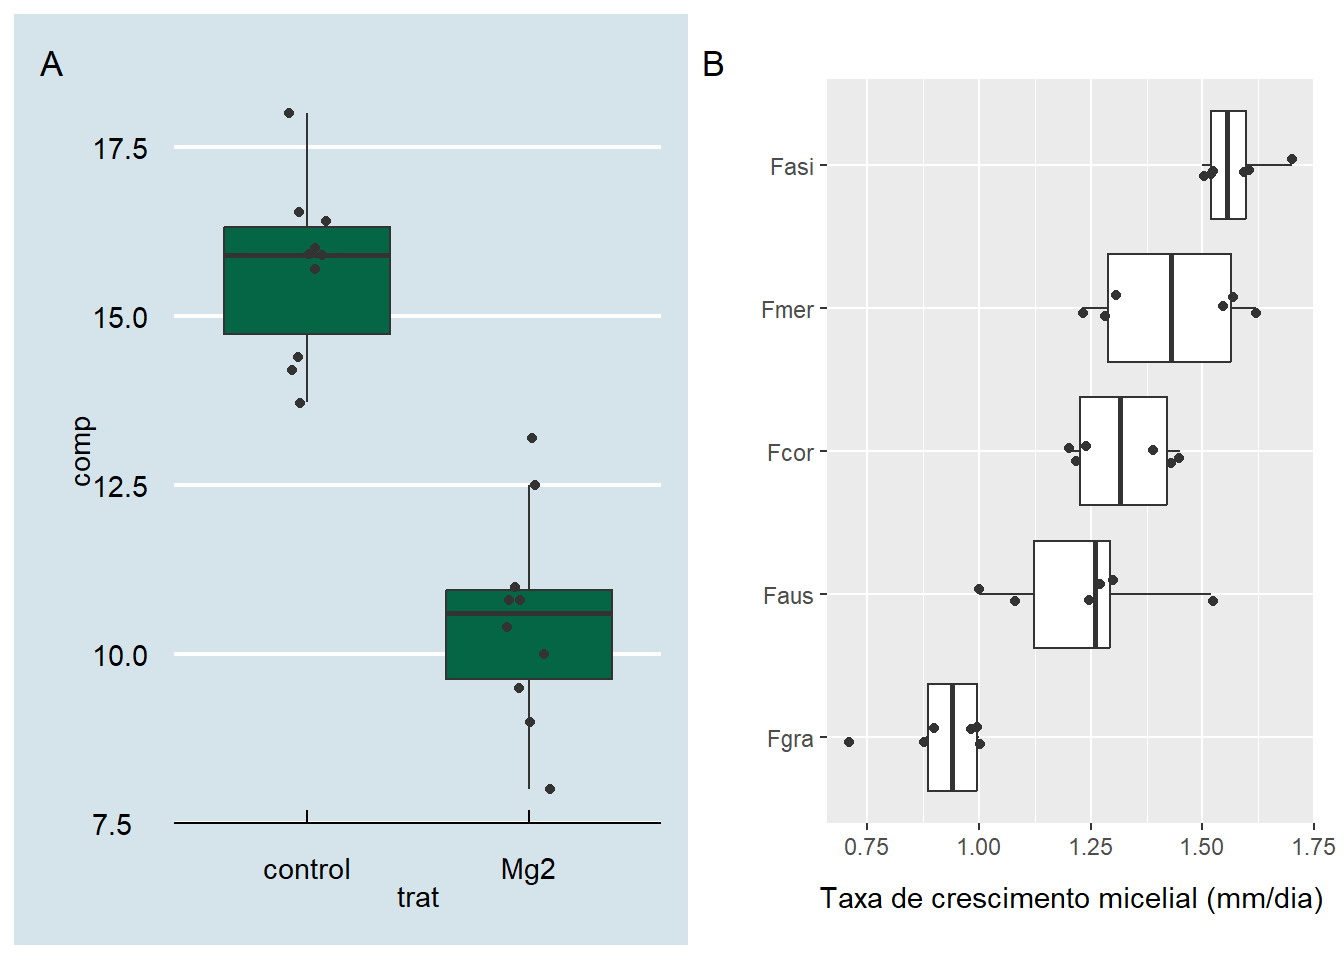 A
17.5
15.0
12.5
10.0
7.5
comp
control Mg2
trat
B
Fasi
Fmer
Fcor
Faus
Fgra
0.75 1.00 1.25 1.50 1.75
Taxa de crescimento micelial (mm/dia)